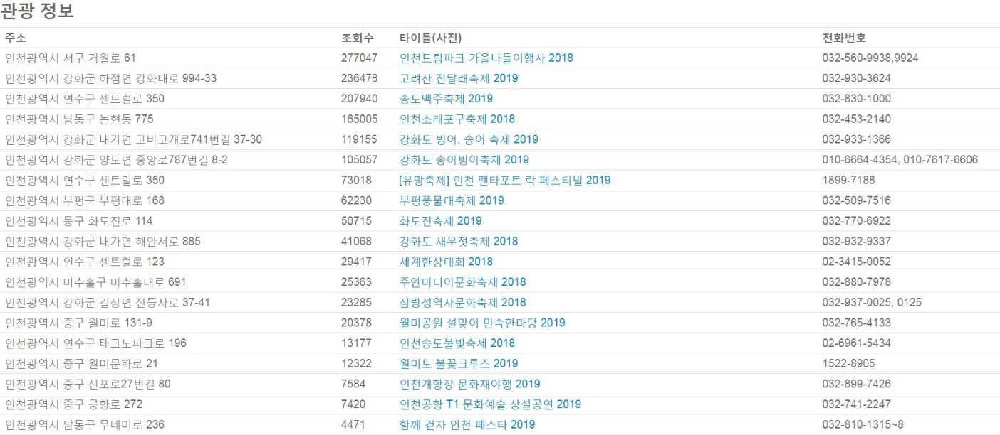 관광 정보
주소 조회수 타이틀(사진) 전화번호
인천광역시 서구 거월로 61 277047 인천드림파크 가을나들이행사 2018 032-560-9938,9924
인천광역시 강화군 하점면 강화대로 994-33 236478 고려산 진달래축제 2019 032-930-3624
인천광역시 연수구 센트럴로 350 207940 송도맥주축제 2019 032-830-1000
인천광역시 남동구 논현동 775 165005 인천소래포구축제 2018 032-453-2140
인천광역시 강화군 내가면 고비고개로741번길 37-30 119155 강화도 빙어, 송어 축제 2019 032-933-1366
인천광역시 강화군 양도면 중앙로787번길 8-2 105057 강화도 송어빙어축제 2019 010-6664-4354, 010-7617-6606
인천광역시 연수구 센트럴로 350 73018 [유망축제] 인천 펜타포트 락 페스티벌 2019 1899-7188
인천광역시 부평구 부평대로 168 62230 부평풍물대축제 2019 032-509-7516
인천광역시 동구 화도진로 114 50715 화도진축제 2019 032-770-6922
인천광역시 강화군 내가면 해안서로 885 41068 강화도 새우젓축제 2018 032-932-9337
인천광역시 연수구 센트럴로 123 29417 세계한상대회 2018 02-3415-0052
인천광역시 미추홀구 미추홀대로 691 25363 주안미디어문화축제 2018 032-880-7978
인천광역시 강화군 길상면 전등사로 37-41 23285 삼랑성역사문화축제 2018 032-937-0025, 0125
인천광역시 중구 월미로 131-9 20378 월미공원 설맞이 민속한마당 2019 032-765-4133
인천광역시 연수구 테크노파크로 196 13177 인천송도불빛축제 2018 02-6961-5434
인천광역시 중구 월미문화로 21 12322 월미도 불꽃크루즈 2019 1522-8905
인천광역시 중구 신포로27번길 80 7584 인천개항장 문화재야행 2019 032-899-7426
인천광역시 중구 공항로 272 7420 인천공항 T1 문화예술 상설공연 2019 032-741-2247
인천광역시 남동구 무네미로 236 4471 함께 걷자 인천 페스타 2019 032-810-1315~8